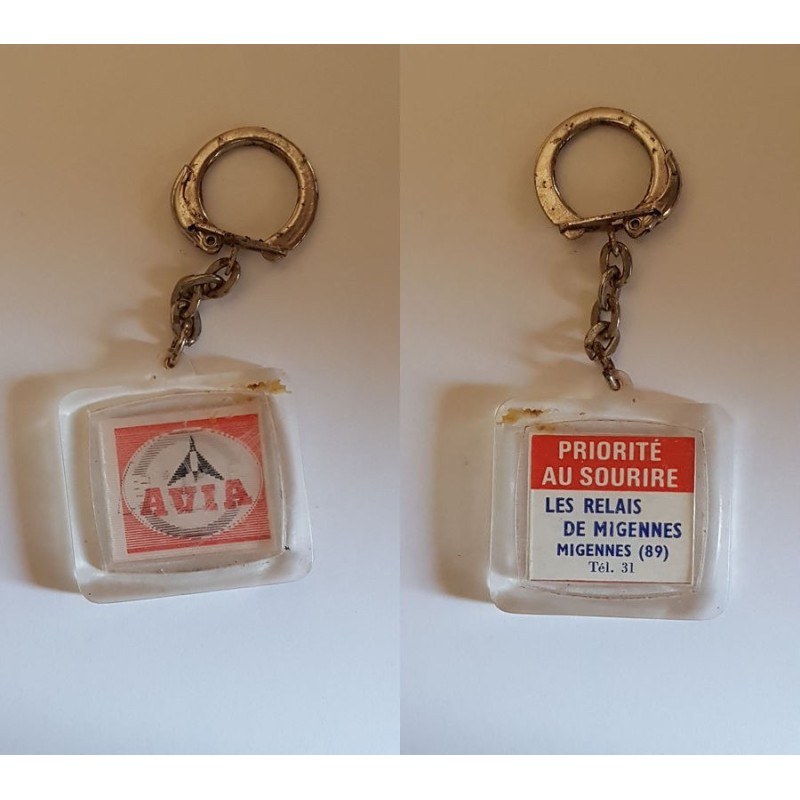 AVIA
PRIORITÉ
AU SOURIRE
LES RELAIS
DE MIGENNES
MIGENNES (89)
Tél. 31